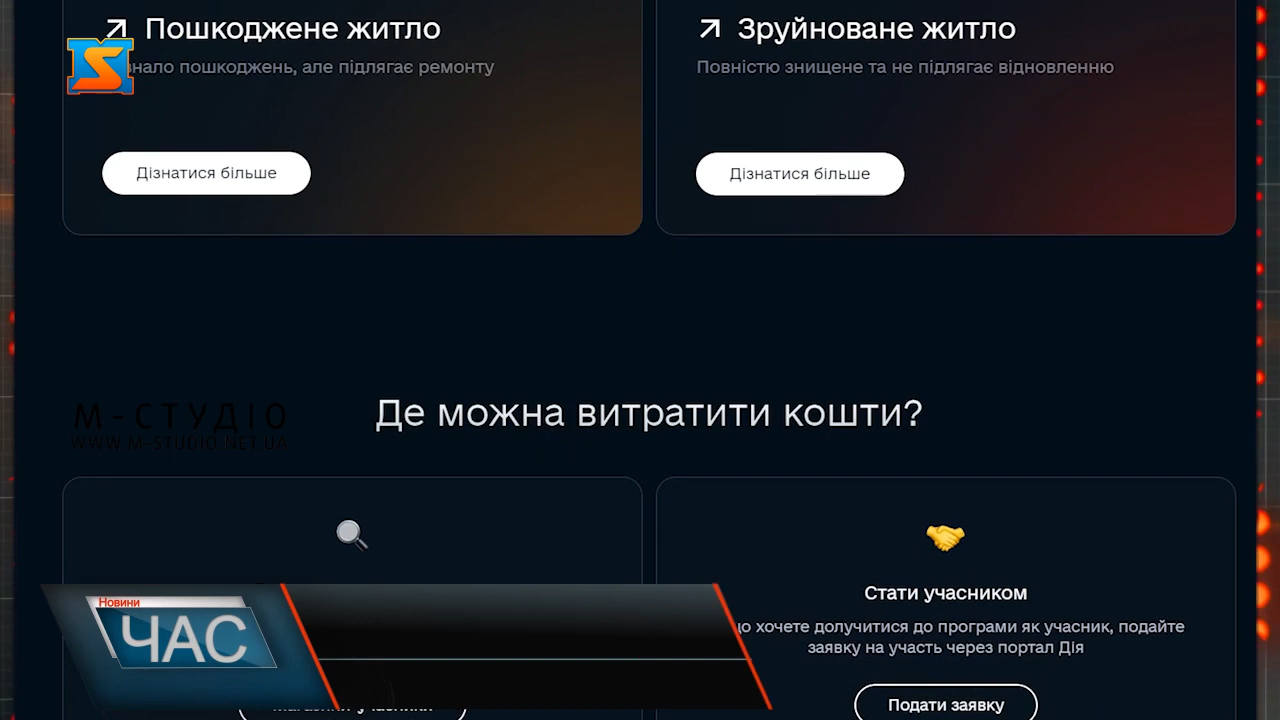 Пошкоджене житло
Зруйноване житло
знало пошкоджень, але підлягає ремонту
Повністю знищене та не підлягає відновленню
Дізнатися більше
Дізнатися більше
М-СТУДІО
WWW.M-STUDIO.NET.UA
Де можна витратити кошти?
Стати учасником
що хочете долучитися до програми як учасник, подайте
заявку на участь через портал Дія
Новини
ЧАС
Подати заявку